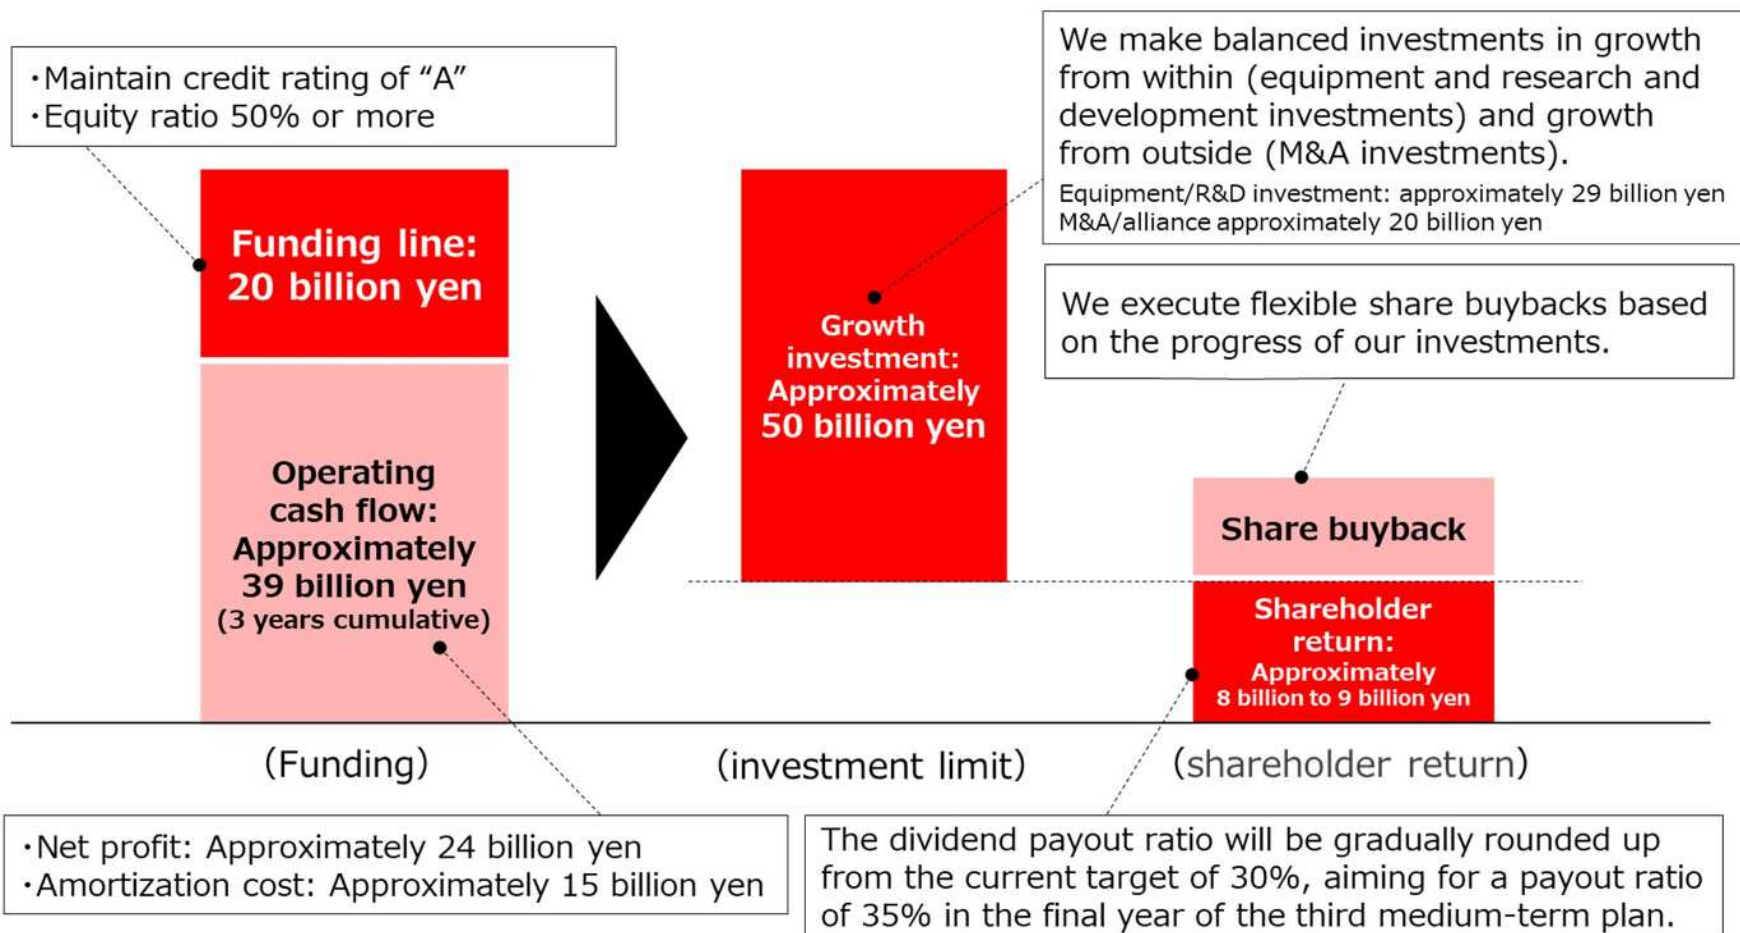 ・Maintain credit rating of “A”
・Equity ratio 50% or more
Funding line:
20 billion yen
Operating
cash flow:
Approximately
39 billion yen
(3 years cumulative)
(Funding)
・Net profit: Approximately 24 billion yen
・Amortization cost: Approximately 15 billion yen
We make balanced investments in growth
from within (equipment and research and
development investments) and growth
from outside (M&A investments).
Equipment/R&D investment: approximately 29 billion yen
M&A/alliance approximately 20 billion yen
Growth
investment:
Approximately
50 billion yen
(investment limit)
We execute flexible share buybacks based
on the progress of our investments.
Share buyback
Shareholder
return:
Approximately
8 billion to 9 billion yen
(shareholder return)
The dividend payout ratio will be gradually rounded up
from the current target of 30%, aiming for a payout ratio
of 35% in the final year of the third medium-term plan.